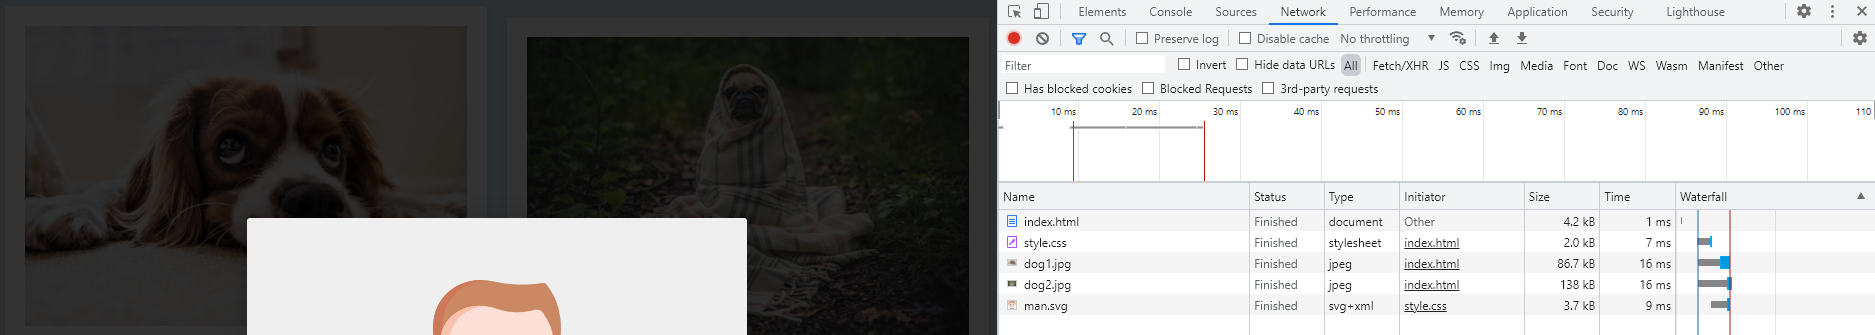 Elements Console Sources Network Performance Memory Application Security Lighthouse
Preserve log Disable cache No throttling
Filter Invert Hide data URLs All Fetch/XHR JS CSS Img Media Font Doc WS Wasm Manifest Other
Has blocked cookies Blocked Requests 3rd-party requests
10 ms 20 ms 30 ms 40 ms 50 ms 60 ms 70 ms 80 ms 90 ms 100 ms 110
Name Status Type Initiator Size Time Waterfall
index.html Finished document Other 4.2 kB 1 ms
style.css Finished stylesheet index.html 2.0 kB 7 ms
dog1.jpg Finished jpeg index.html 86.7 kB 16 ms
dog2.jpg Finished jpeg index.html 138 kB 16 ms
man.svg Finished svg+xml style.css 3.7 kB 9 ms